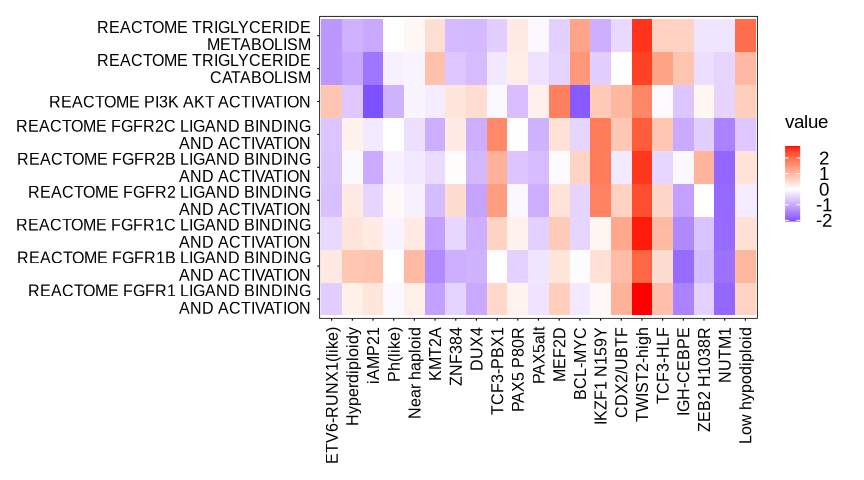 REACTOME TRIGLYCERIDE
METABOLISM
REACTOME TRIGLYCERIDE
CATABOLISM
REACTOME PI3K AKT ACTIVATION
REACTOME FGFR2C LIGAND BINDING
AND ACTIVATION
REACTOME FGFR2B LIGAND BINDING
AND ACTIVATION
REACTOME FGFR2 LIGAND BINDING
AND ACTIVATION
REACTOME FGFR1C LIGAND BINDING
AND ACTIVATION
REACTOME FGFR1B LIGAND BINDING
AND ACTIVATION
REACTOME FGFR1 LIGAND BINDING
AND ACTIVATION
ETV6-RUNX1(like)
Hyperdiploidy
iAMP21
Ph(like)
Near haploid
KMT2A
ZNF384
DUX4
TCF3-PBX1
PAX5 P80R
PAX5alt
MEF2D
BCL-MYC
IKZF1 N159Y
CDX2/UBTF
TWIST2-high
TCF3-HLF
IGH-CEBPE
ZEB2 H1038R
NUTM1
Low hypodiploid
value
2
1
0
-1
-2